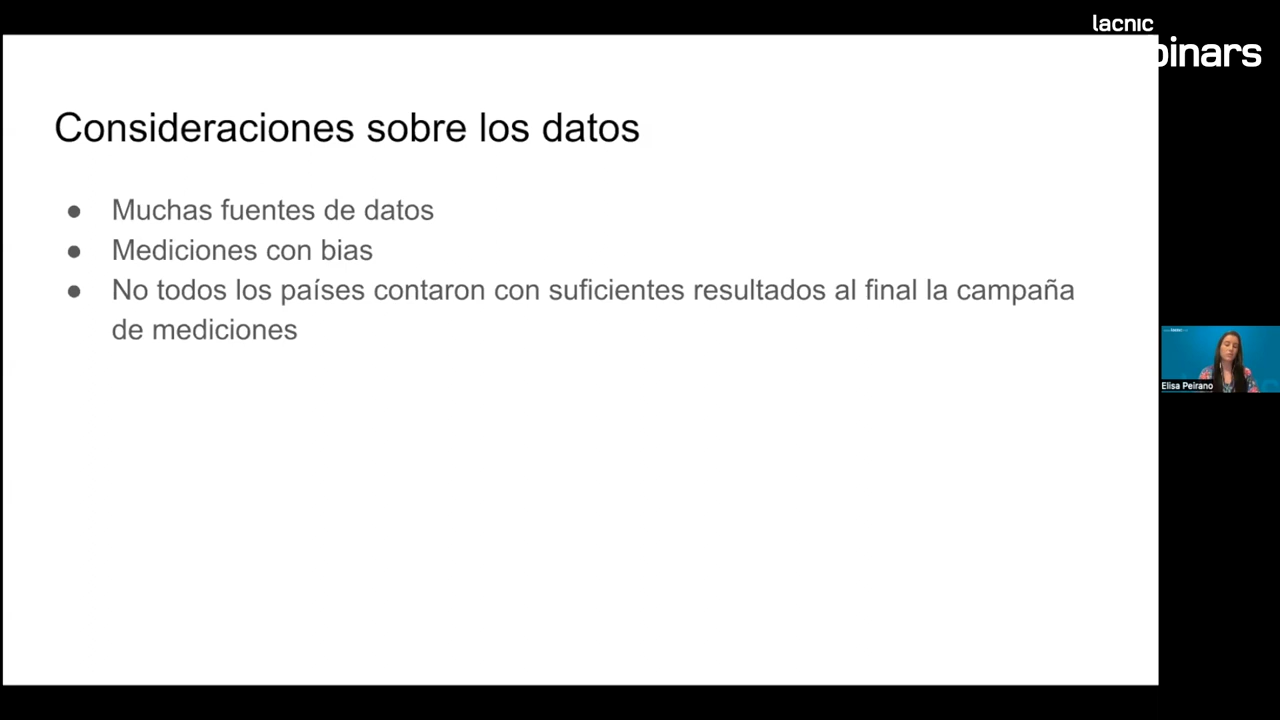 lacnic
binars
Consideraciones sobre los datos
● Muchas fuentes de datos
● Mediciones con bias
● No todos los países contaron con suficientes resultados al final la campaña
de mediciones
Elisa Peirano